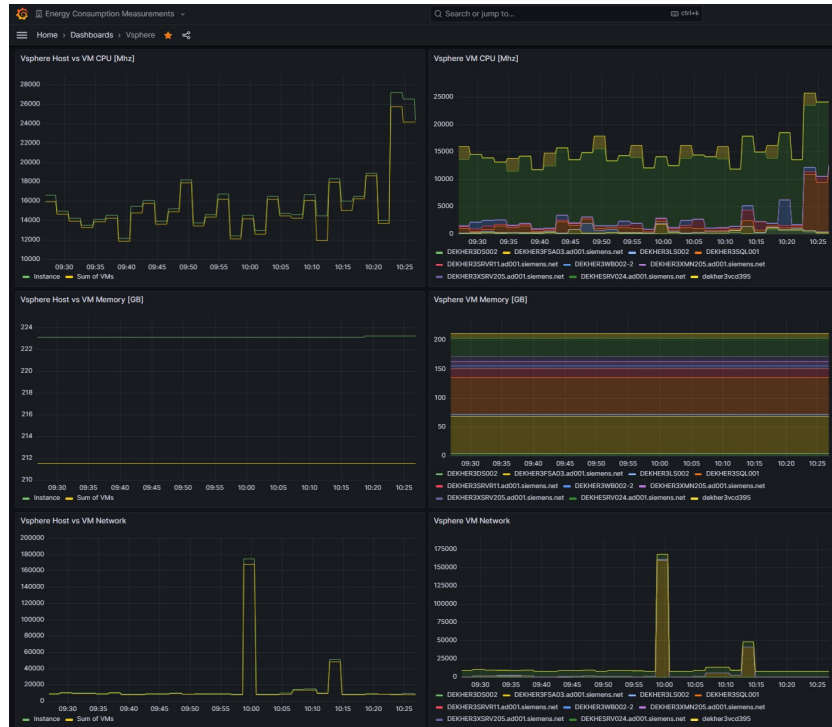 Energy Consumption Measurements
Search or jump to...
ctrl+k
Home › Dashboards › Vsphere
Vsphere Host vs VM CPU [Mhz]
28000
26000
24000
22000
20000
18000
16000
14000
12000
10000
09:30 09:35 09:40 09:45 09:50 09:55 10:00 10:05 10:10 10:15 10:20 10:25
Instance Sum of VMs
Vsphere VM CPU [Mhz]
25000
20000
15000
10000
5000
0
09:30 09:35 09:40 09:45 09:50 09:55 10:00 10:05 10:10 10:15 10:20 10:25
DEKHER3DS002 DEKHER3FSA03.ad001.siemens.net DEKHER3LS002 DEKHER3SQL001
DEKHER3SRVR11.ad001.siemens.net DEKHER3WB002-2 DEKHER3XMN205.ad001.siemens.net
DEKHER3XSRV205.ad001.siemens.net DEKHESRV024.ad001.siemens.net dekher3vcd395
Vsphere Host vs VM Memory [GB]
224
222
220
218
216
214
212
210
09:30 09:35 09:40 09:45 09:50 09:55 10:00 10:05 10:10 10:15 10:20 10:25
Instance Sum of VMs
Vsphere VM Memory [GB]
200
150
100
50
0
09:30 09:35 09:40 09:45 09:50 09:55 10:00 10:05 10:10 10:15 10:20 10:25
DEKHER3DS002 DEKHER3FSA03.ad001.siemens.net DEKHER3LS002 DEKHER3SQL001
DEKHER3SRVR11.ad001.siemens.net DEKHER3WB002-2 DEKHER3XMN205.ad001.siemens.net
DEKHER3XSRV205.ad001.siemens.net DEKHESRV024.ad001.siemens.net dekher3vcd395
Vsphere Host vs VM Network
200000
180000
160000
140000
120000
100000
80000
60000
40000
20000
0
09:30 09:35 09:40 09:45 09:50 09:55 10:00 10:05 10:10 10:15 10:20 10:25
Instance Sum of VMs
Vsphere VM Network
175000
150000
125000
100000
75000
50000
25000
0
09:30 09:35 09:40 09:45 09:50 09:55 10:00 10:05 10:10 10:15 10:20 10:25
DEKHER3DS002 DEKHER3FSA03.ad001.siemens.net DEKHER3LS002 DEKHER3SQL001
DEKHER3SRVR11.ad001.siemens.net DEKHER3WB002-2 DEKHER3XMN205.ad001.siemens.net
DEKHER3XSRV205.ad001.siemens.net DEKHESRV024.ad001.siemens.net dekher3vcd395